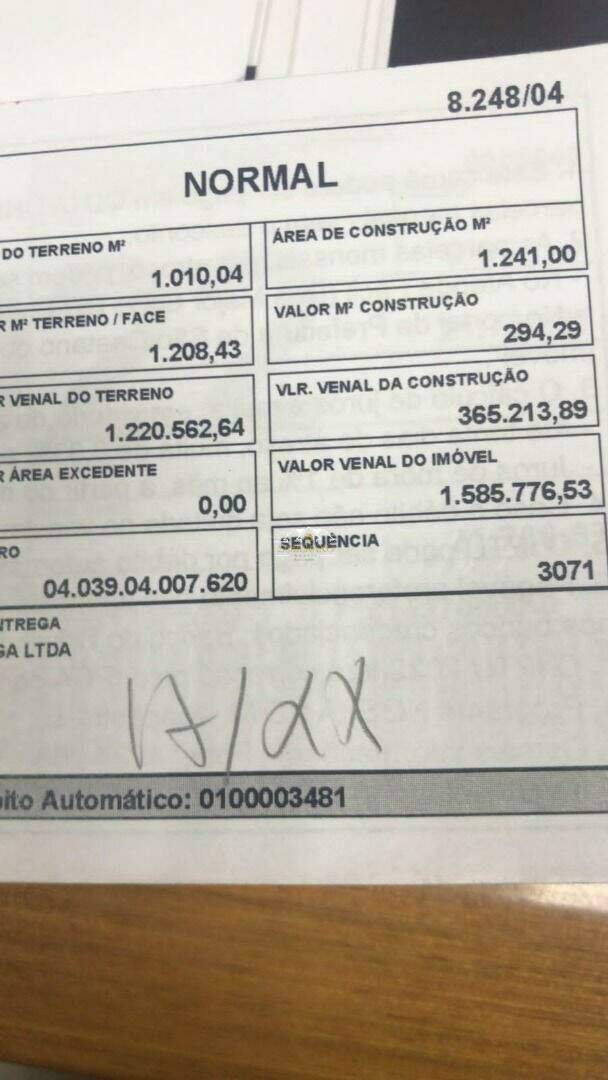 8.248/04
NORMAL
DO TERRENO M²
1.010,04
ÁREA DE CONSTRUÇÃO M²
1.241,00
R M² TERRENO / FACE
1.208,43
VALOR M² CONSTRUÇÃO
294,29
R VENAL DO TERRENO
1.220.562,64
VLR. VENAL DA CONSTRUÇÃO
365.213,89
R ÁREA EXCEDENTE
0,00
VALOR VENAL DO IMÓVEL
1.585.776,53
RO
04.039.04.007.620
SEQUÊNCIA
3071
NTREGA
GA LTDA
ito Automático: 0100003481